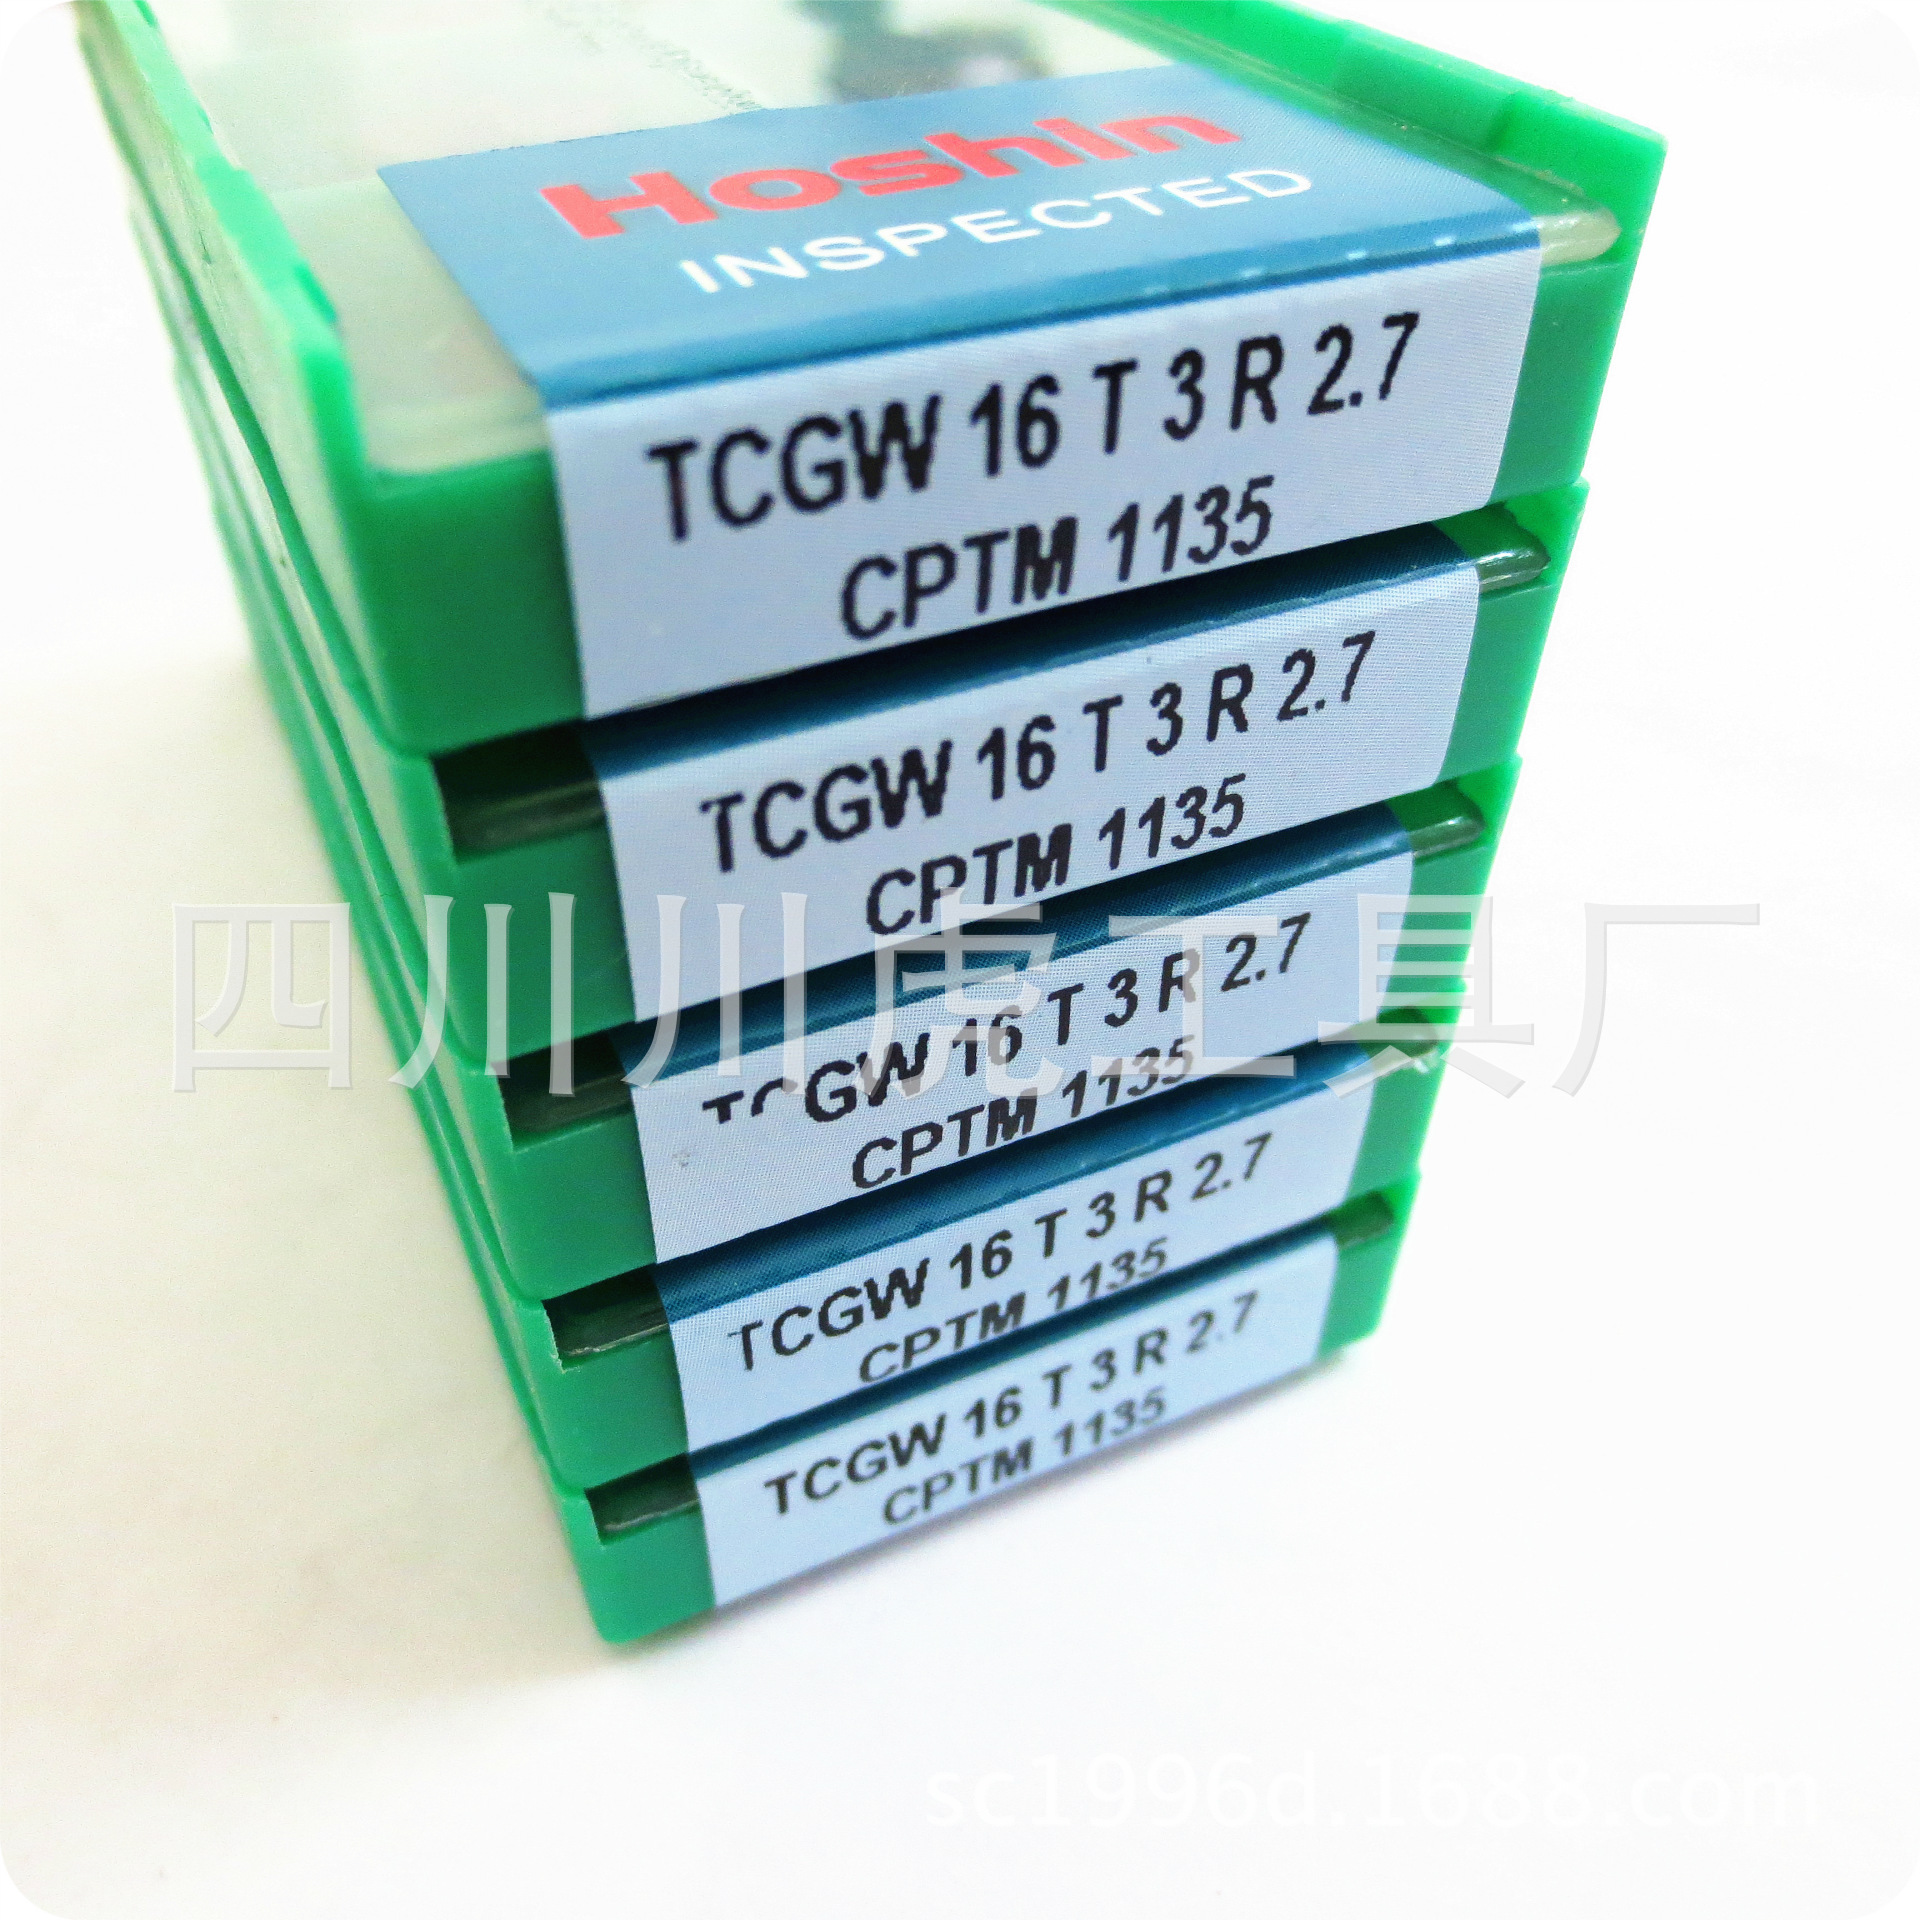 Hoshin
INSPECTED
TCGW 16 T 3 R 2.7
CPTM 1135
TCGW 16 T 3 R 2.7
CPTM 1135
四川川虎工具厂
TCGW 16 T 3 R 2.7
CPTM 1135
TCGW 16 T 3 R 2.7
CPTM 1135
TCGW 16 T 3 R 2.7
CPTM 1135
sc1996d.1688.com